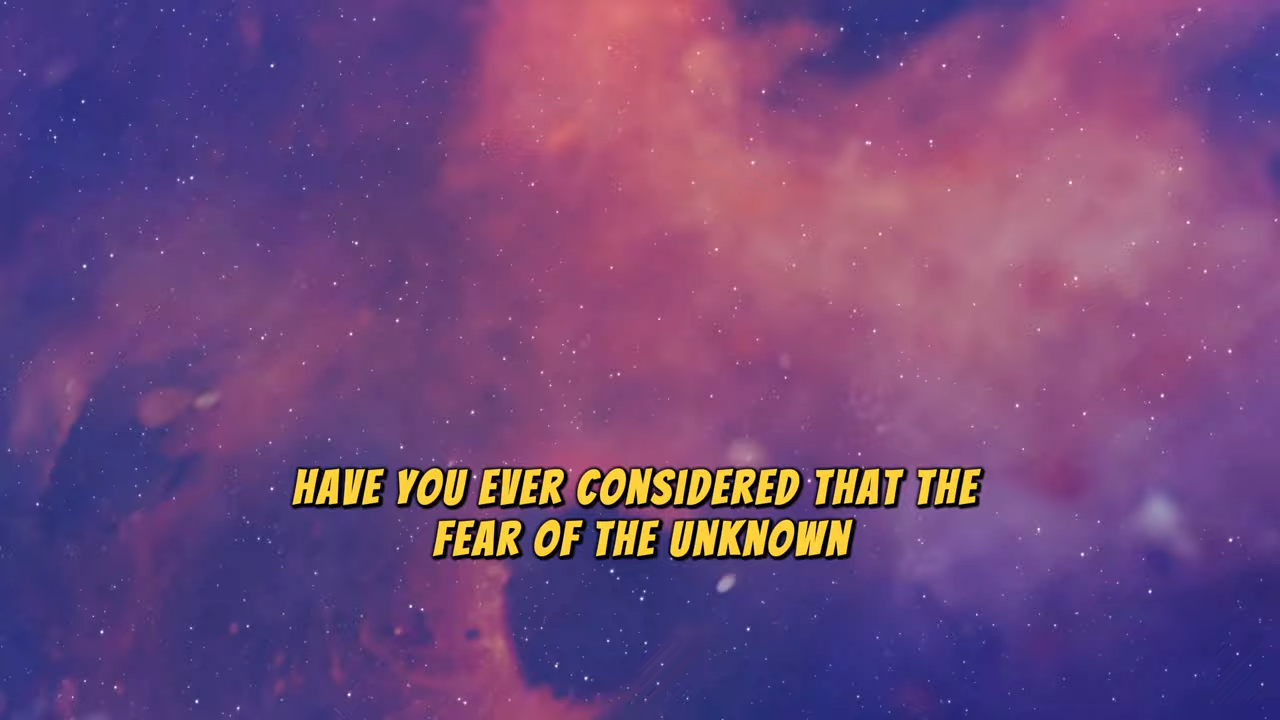 HAVE YOU EVER CONSIDERED THAT THE
FEAR OF THE UNKNOWN